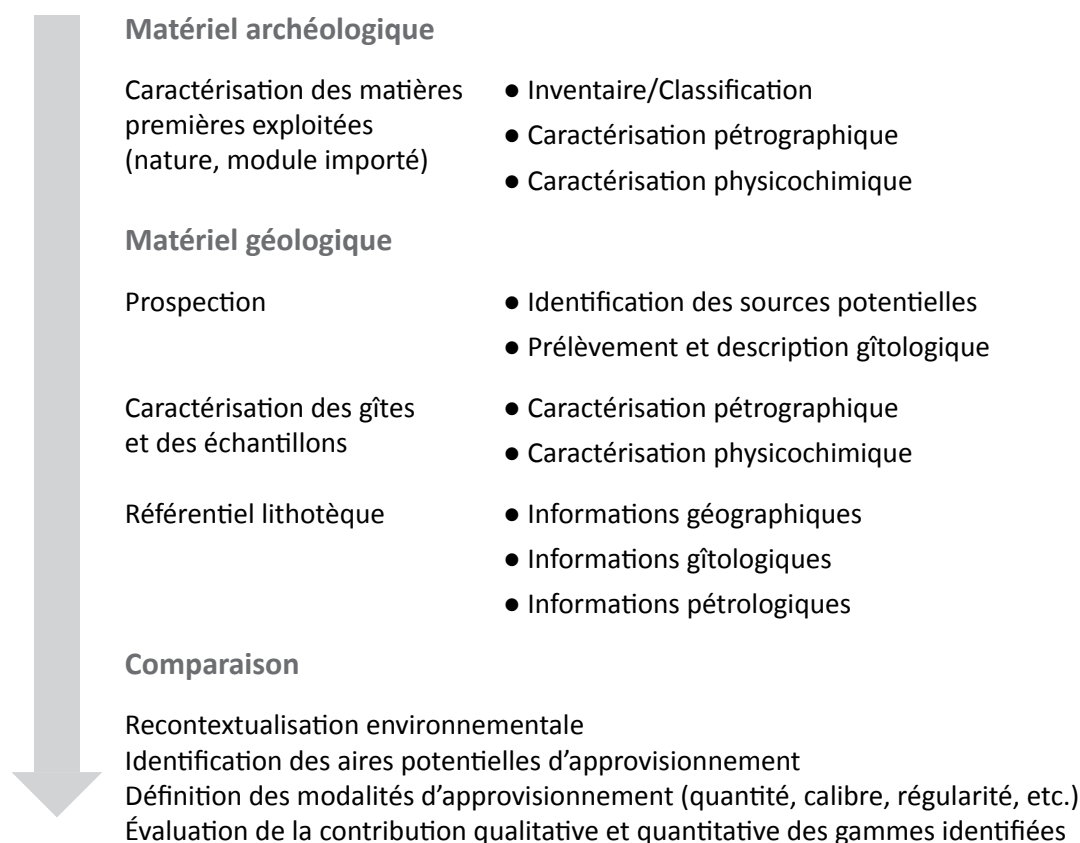 Matériel archéologique
Caractérisation des matières
premières exploitées
(nature, module importé)
● Inventaire/Classification
● Caractérisation pétrographique
● Caractérisation physicochimique
Matériel géologique
Prospection
● Identification des sources potentielles
● Prélèvement et description gîtologique
Caractérisation des gîtes
et des échantillons
● Caractérisation pétrographique
● Caractérisation physicochimique
Référentiel lithotèque
● Informations géographiques
● Informations gîtologiques
● Informations pétrologiques
Comparaison
Recontextualisation environnementale
Identification des aires potentielles d’approvisionnement
Définition des modalités d’approvisionnement (quantité, calibre, régularité, etc.)
Évaluation de la contribution qualitative et quantitative des gammes identifiées